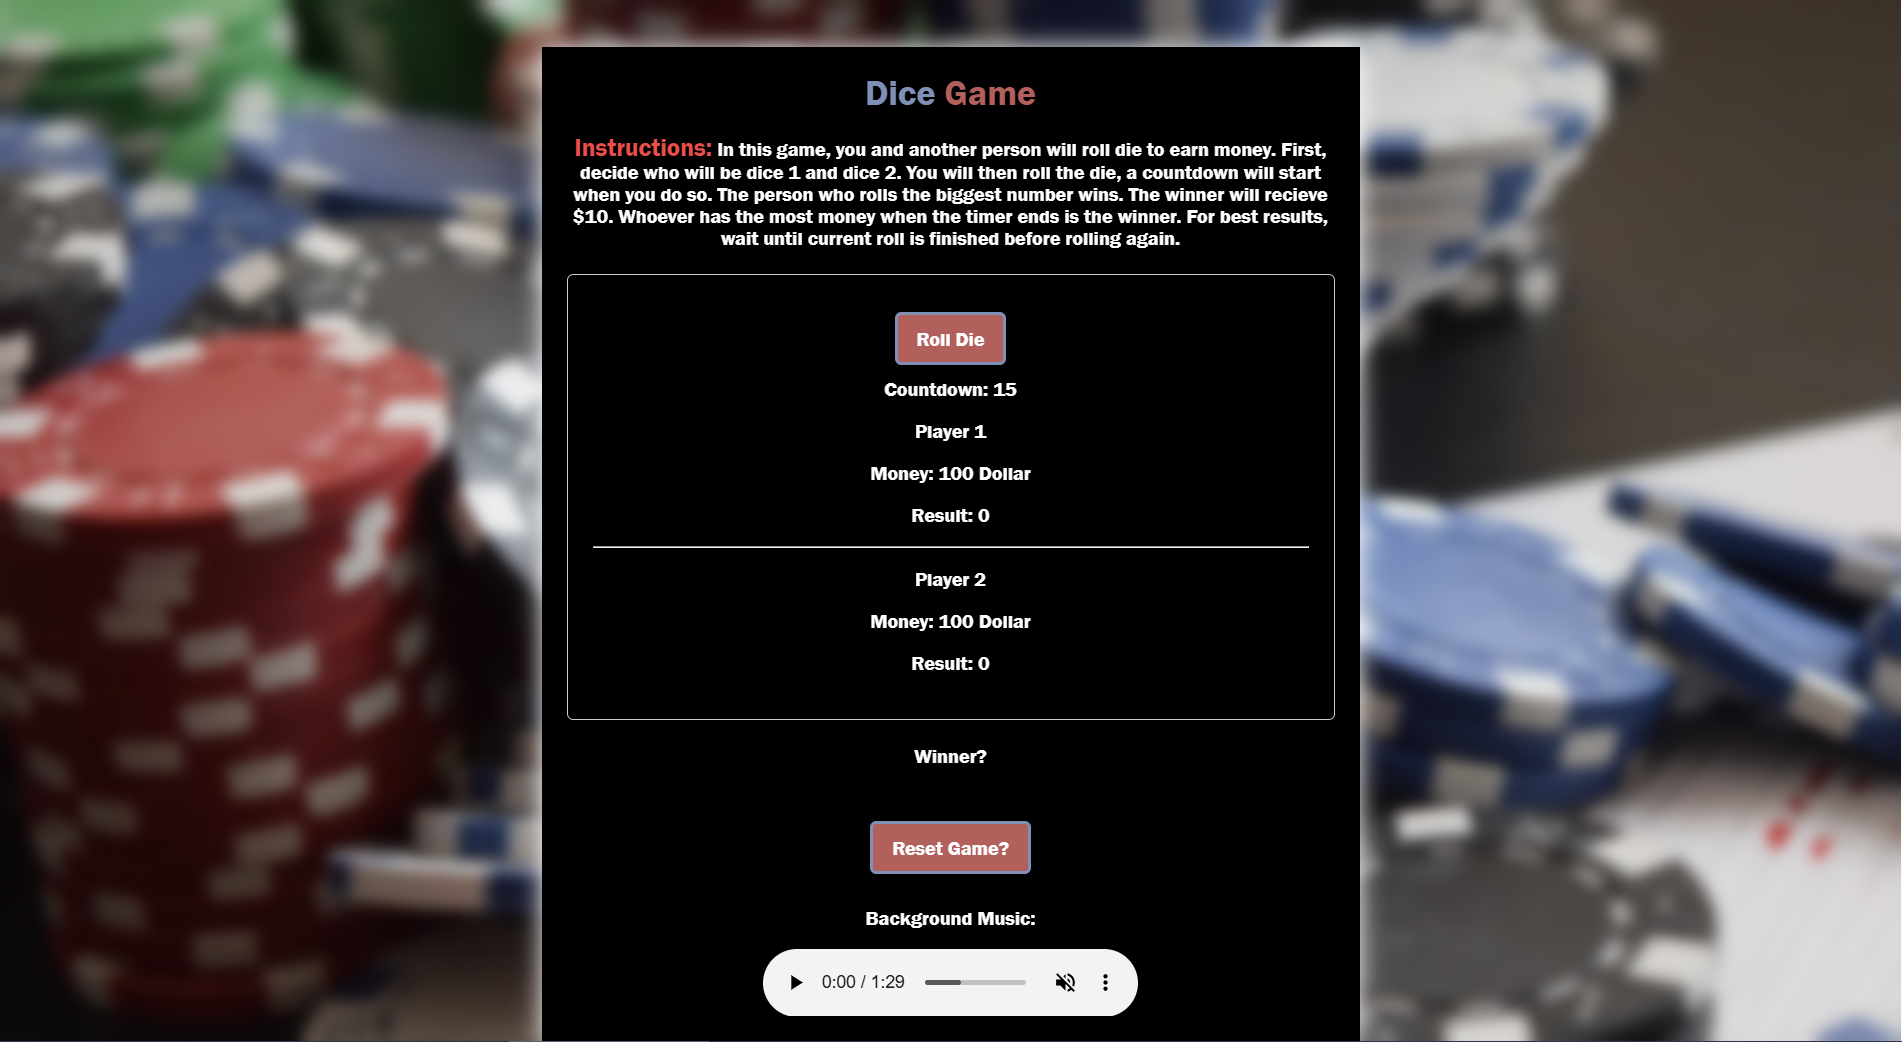 Dice Game
Instructions: In this game, you and another person will roll die to earn money. First,
decide who will be dice 1 and dice 2. You will then roll the die, a countdown will start
when you do so. The person who rolls the biggest number wins. The winner will recieve
$10. Whoever has the most money when the timer ends is the winner. For best results,
wait until current roll is finished before rolling again.
Roll Die
Countdown: 15
Player 1
Money: 100 Dollar
Result: 0
Player 2
Money: 100 Dollar
Result: 0
Winner?
Reset Game?
Background Music:
0:00 / 1:29